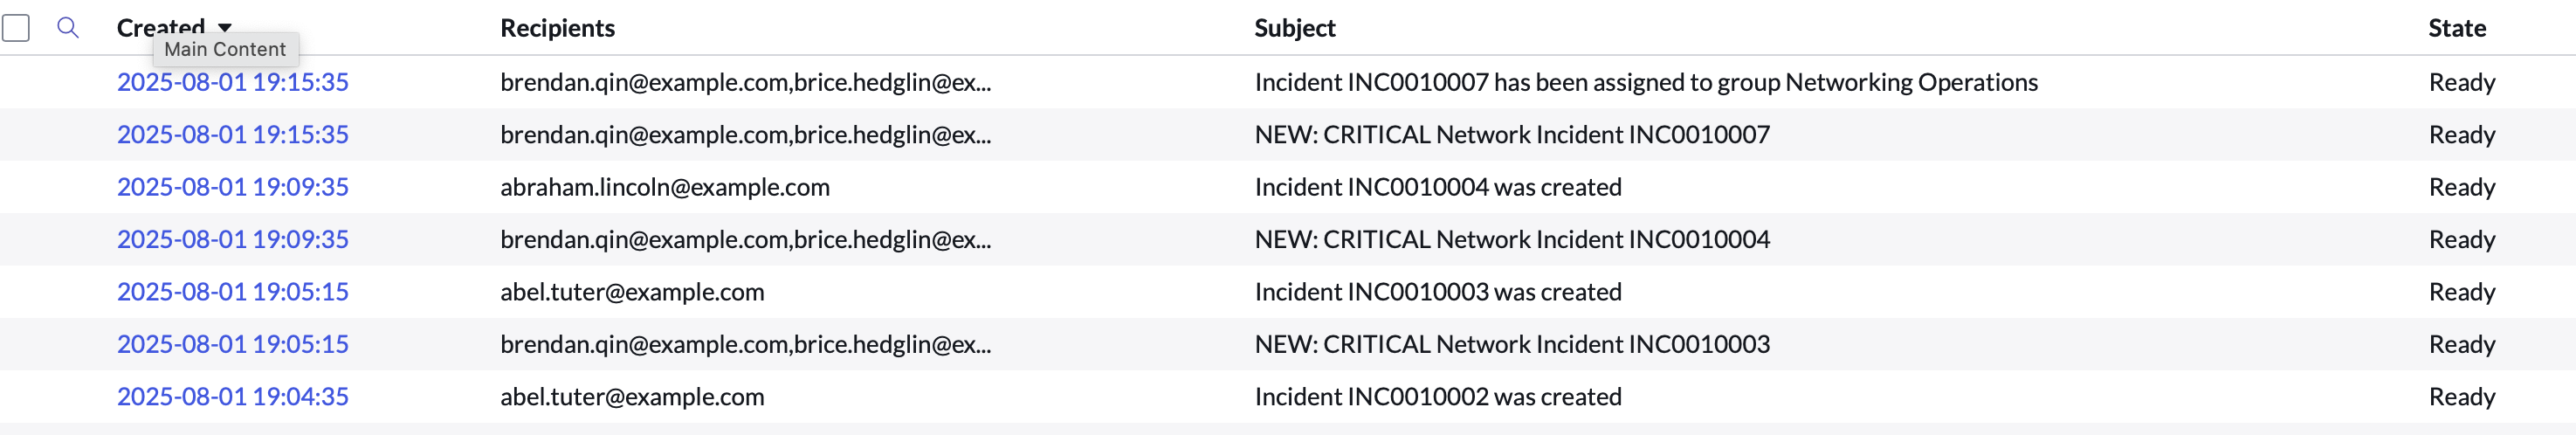 Created ▼ Recipients Subject State
Main Content
2025-08-01 19:15:35 brendan.qin@example.com,brice.hedglin@ex... Incident INC0010007 has been assigned to group Networking Operations Ready
2025-08-01 19:15:35 brendan.qin@example.com,brice.hedglin@ex... NEW: CRITICAL Network Incident INC0010007 Ready
2025-08-01 19:09:35 abraham.lincoln@example.com Incident INC0010004 was created Ready
2025-08-01 19:09:35 brendan.qin@example.com,brice.hedglin@ex... NEW: CRITICAL Network Incident INC0010004 Ready
2025-08-01 19:05:15 abel.tuter@example.com Incident INC0010003 was created Ready
2025-08-01 19:05:15 brendan.qin@example.com,brice.hedglin@ex... NEW: CRITICAL Network Incident INC0010003 Ready
2025-08-01 19:04:35 abel.tuter@example.com Incident INC0010002 was created Ready